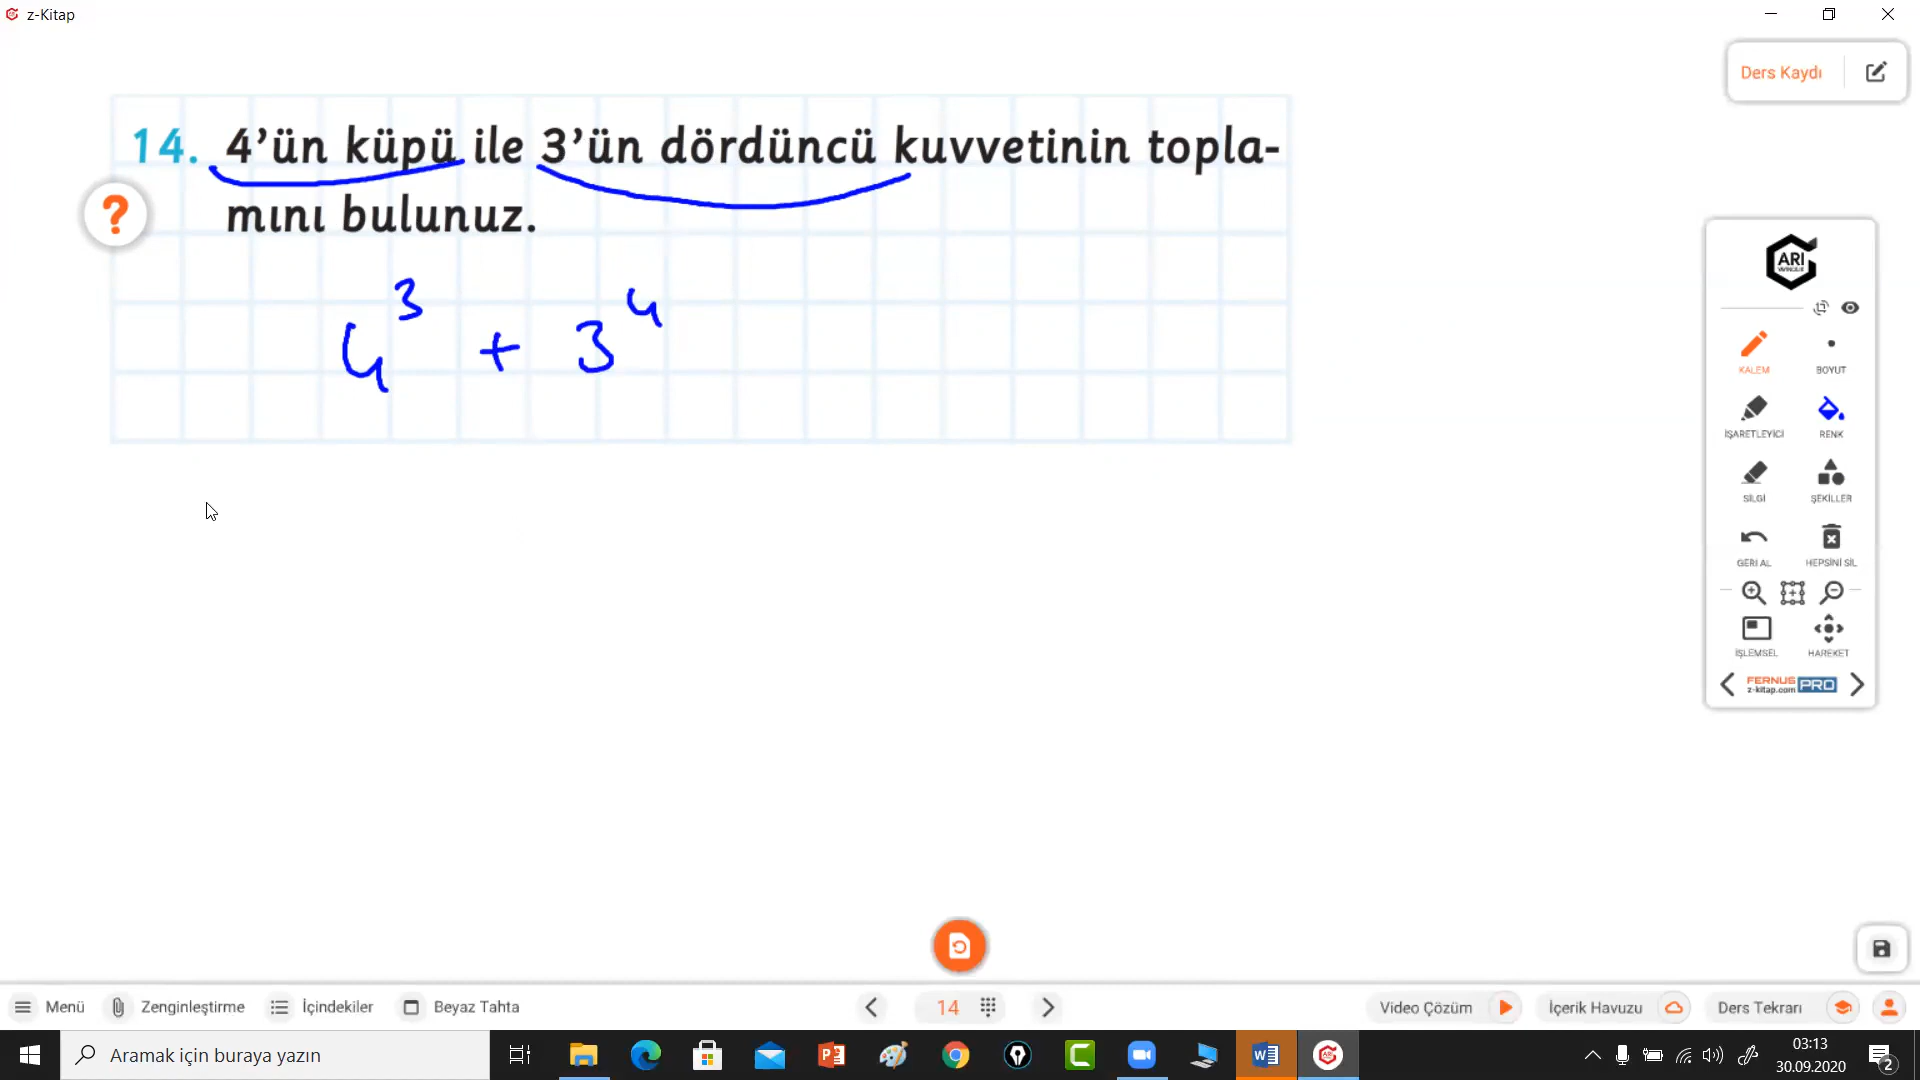 z-Kitap
Ders Kaydı
14. 4’ün küpü ile 3’ün dördüncü kuvvetinin topla-
mını bulunuz.
?
4³ + 3⁴
ARI
YAYINCILIK
KALEM
BOYUT
İŞARETLEYİCİ
RENK
SİLGİ
ŞEKİLLER
GERİ AL
HEPSİNİ SİL
İŞLEMSEL
HAREKET
FERNUS
z-kitap.com PRO
Menü
Zenginleştirme
İçindekiler
Beyaz Tahta
14
Video Çözüm
İçerik Havuzu
Ders Tekrarı
Aramak için buraya yazın
03:13
30.09.2020
2